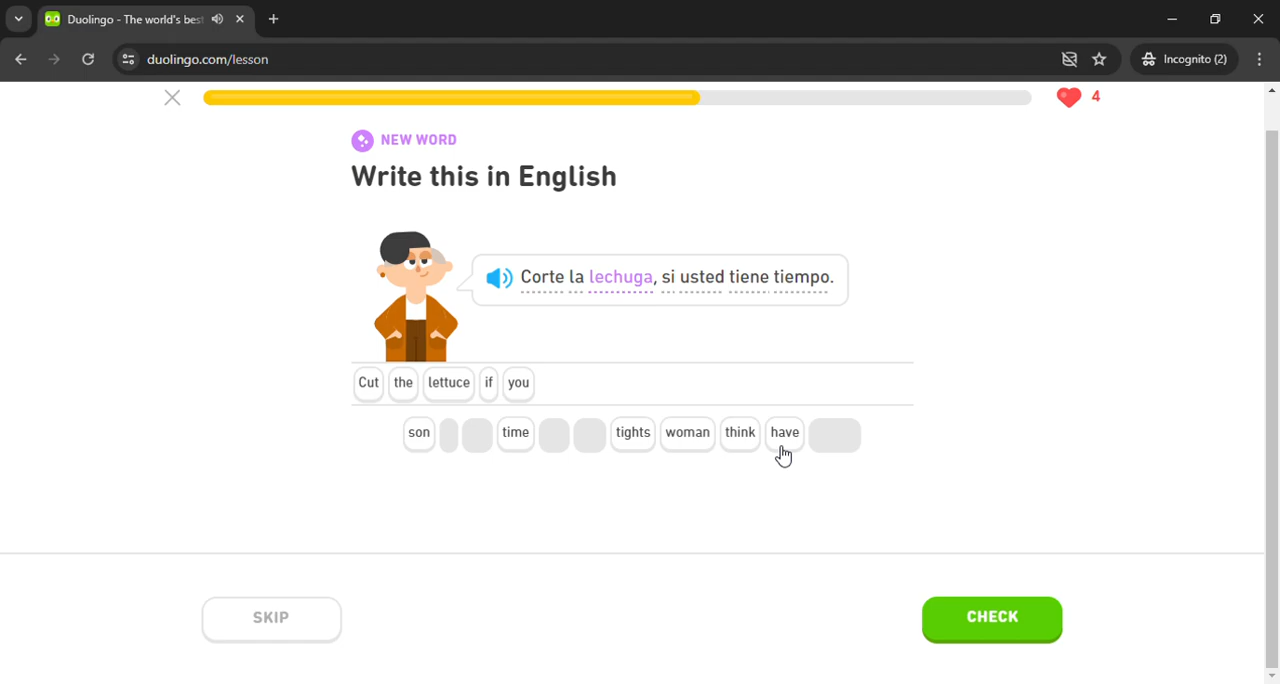 Duolingo - The world's bes
duolingo.com/lesson
Incognito (2)
4
NEW WORD
Write this in English
Corte la lechuga, si usted tiene tiempo.
Cut the lettuce if you
son time tights woman think have
SKIP
CHECK